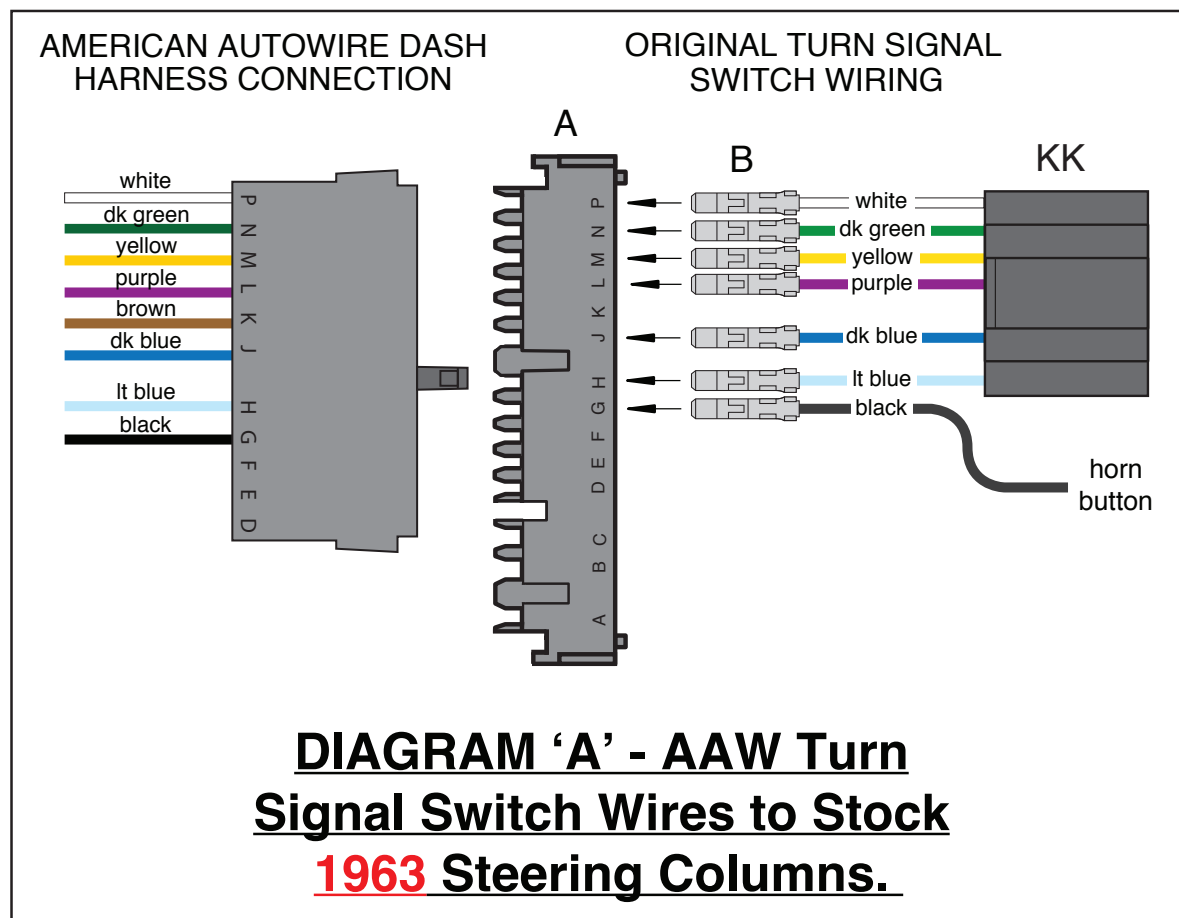 AMERICAN AUTOWIRE DASH
HARNESS CONNECTION
ORIGINAL TURN SIGNAL
SWITCH WIRING
A
B
KK
white
dk green
yellow
purple
brown
dk blue
lt blue
black
P
N
M
L
K
J
H
G
F
E
D
P
N
M
L
K
J
H
G
F
E
D
C
B
A
white
dk green
yellow
purple
dk blue
lt blue
black
horn
button
DIAGRAM ‘A’ - AAW Turn
Signal Switch Wires to Stock
1963 Steering Columns.